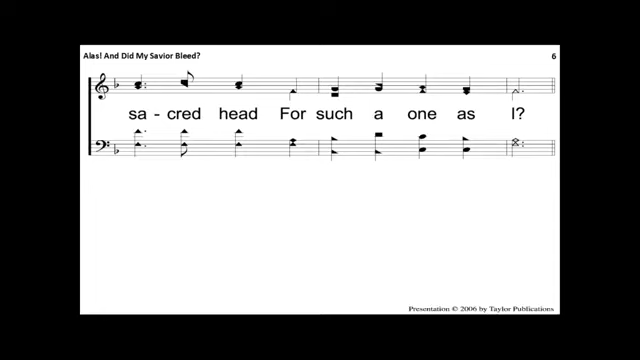 Alas! And Did My Savior Bleed? 6
sa - cred head For such a one as I?
Presentation © 2006 by Taylor Publications